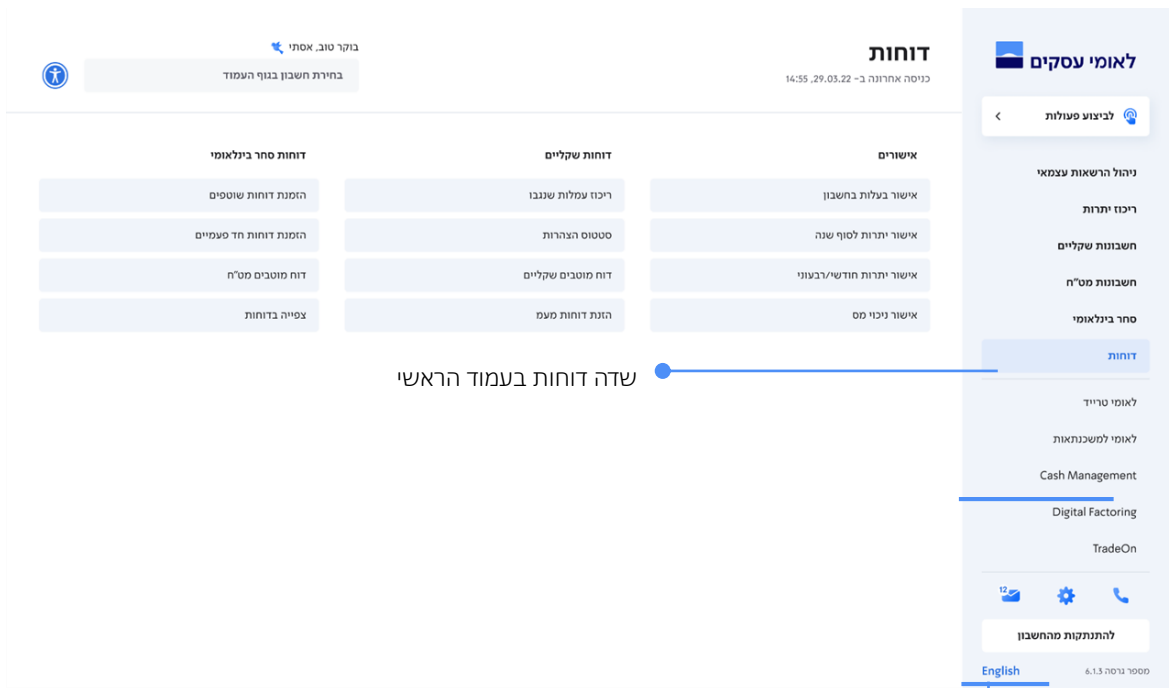 לאומי עסקים
לביצוע פעולות
ניהול הרשאות עצמאי
ריכוז יתרות
חשבונות שקליים
חשבונות מט"ח
סחר בינלאומי
דוחות
לאומי טרייד
לאומי למשכנתאות
Cash Management
Digital Factoring
TradeOn
12
להתנתקות מהחשבון
מספר גרסה 6.1.3
English
דוחות
כניסה אחרונה ב- 29.03.22, 14:55
בוקר טוב, אסתי
בחירת חשבון בגוף העמוד
אישורים
אישור בעלות בחשבון
אישור יתרות לסוף שנה
אישור יתרות חודשי/רבעוני
אישור ניכוי מס
דוחות שקליים
ריכוז עמלות שנגבו
סטטוס הצהרות
דוח מוטבים שקליים
הזנת דוחות מעמ
דוחות סחר בינלאומי
הזמנת דוחות שוטפים
הזמנת דוחות חד פעמיים
דוח מוטבים מט"ח
צפייה בדוחות
שדה דוחות בעמוד הראשי